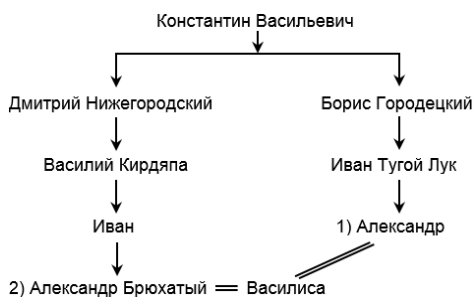 Константин Васильевич
Дмитрий Нижегородский Борис Городецкий
Василий Кирдяпа Иван Тугой Лук
Иван 1) Александр
2) Александр Брюхатый Василиса